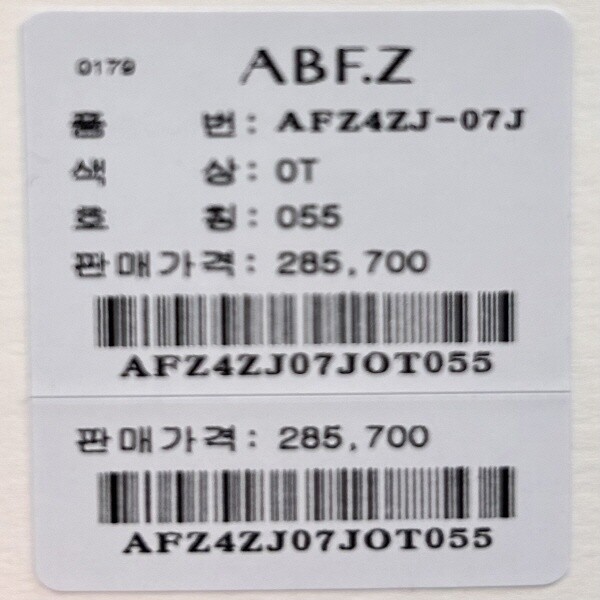 0179 ABF.Z
품 번: AFZ4ZJ-07J
색 상: 0T
호 칭: 055
판매가격: 285,700
AFZ4ZJ07JOT055
판매가격: 285,700
AFZ4ZJ07JOT055